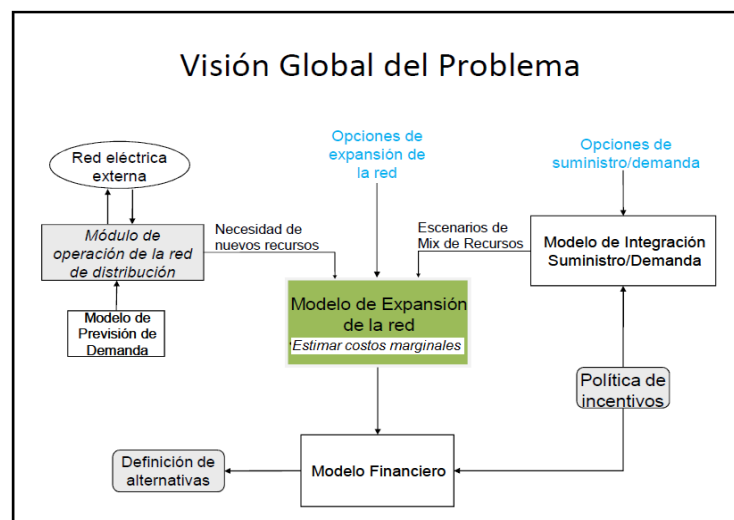 Visión Global del Problema
Opciones de
expansión de
la red
Opciones de
suministro/demanda
Red eléctrica
externa
Necesidad de
nuevos recursos
Escenarios de
Mix de Recursos
Módulo de
operación de la red
de distribución
Modelo de Integración
Suministro/Demanda
Modelo de
Previsión de
Demanda
Modelo de Expansión
de la red
Estimar costos marginales
Política de
incentivos
Definición de
alternativas
Modelo Financiero